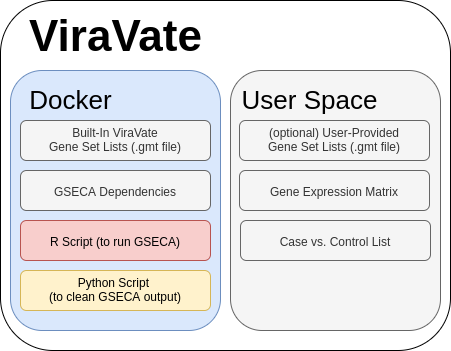 ViraVate
Docker
Built-In ViraVate
Gene Set Lists (.gmt file)
GSECA Dependencies
R Script (to run GSECA)
Python Script
(to clean GSECA output)
User Space
(optional) User-Provided
Gene Set Lists (.gmt file)
Gene Expression Matrix
Case vs. Control List